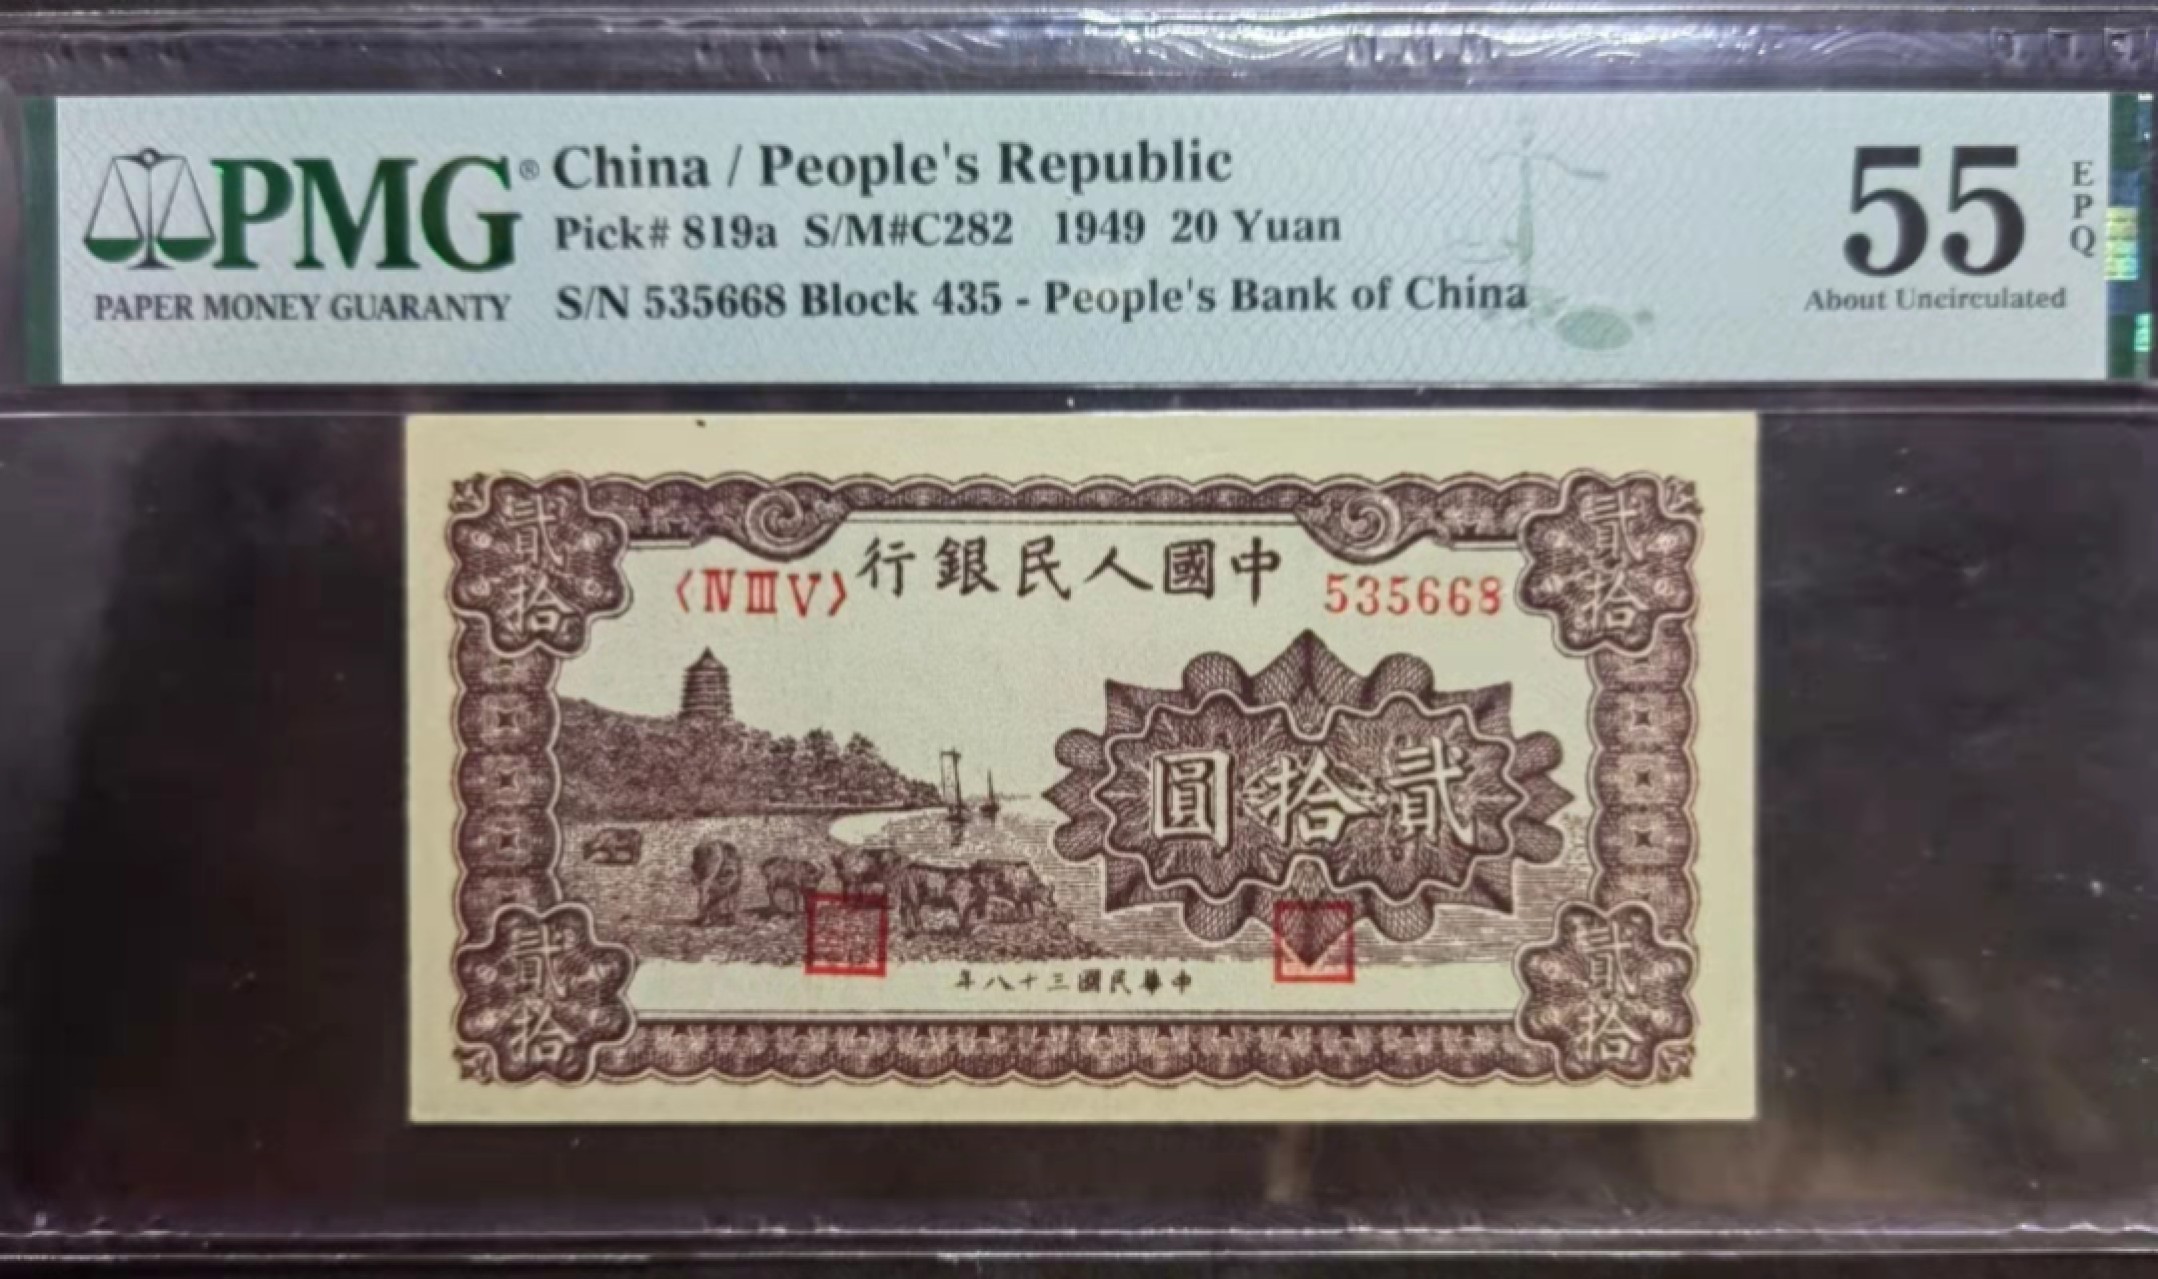 PMG®
PAPER MONEY GUARANTY
China / People's Republic
Pick# 819a S/M#C282 1949 20 Yuan
S/N 535668 Block 435 - People's Bank of China
55
EPQ
About Uncirculated
貳拾
貳拾
行銀民人國中
〈ⅣⅢⅤ〉
535668
圓拾貳
年八十三國民華中
貳拾
貳拾